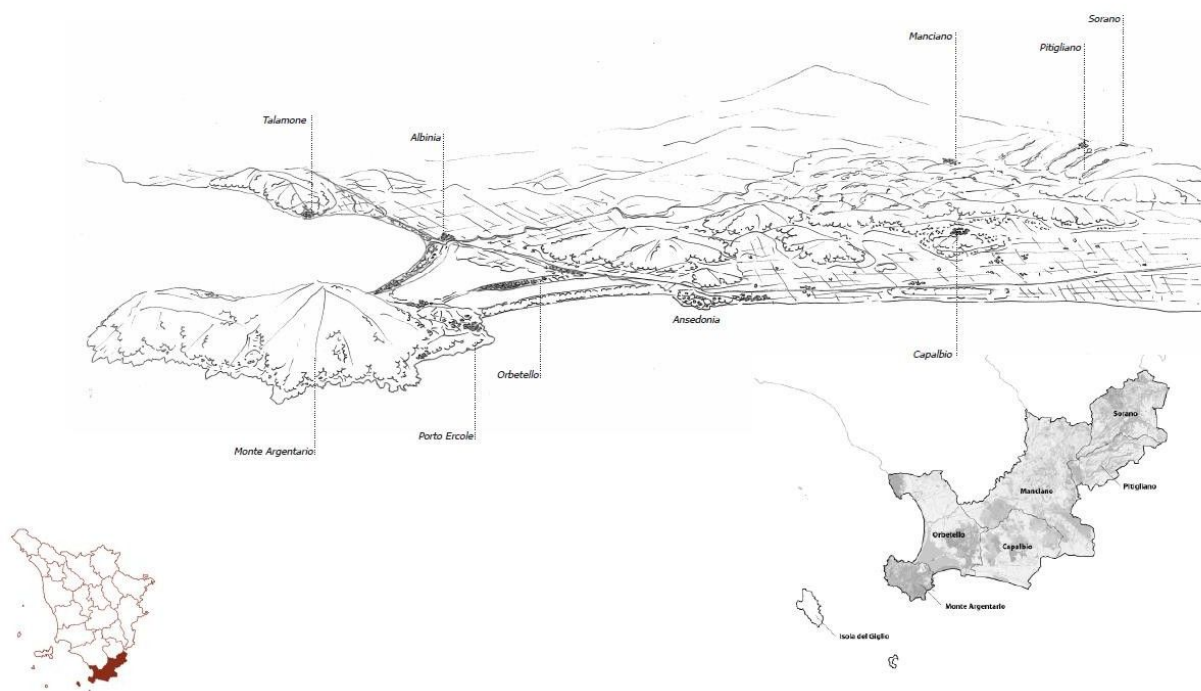 Sorano
Manciano
Pitigliano
Talamone
Albinia
Ansedonia
Capalbio
Orbetello
Porto Ercole
Monte Argentario
Sorano
Pitigliano
Manciano
Orbetello
Capalbio
Monte Argentario
Isola del Giglio